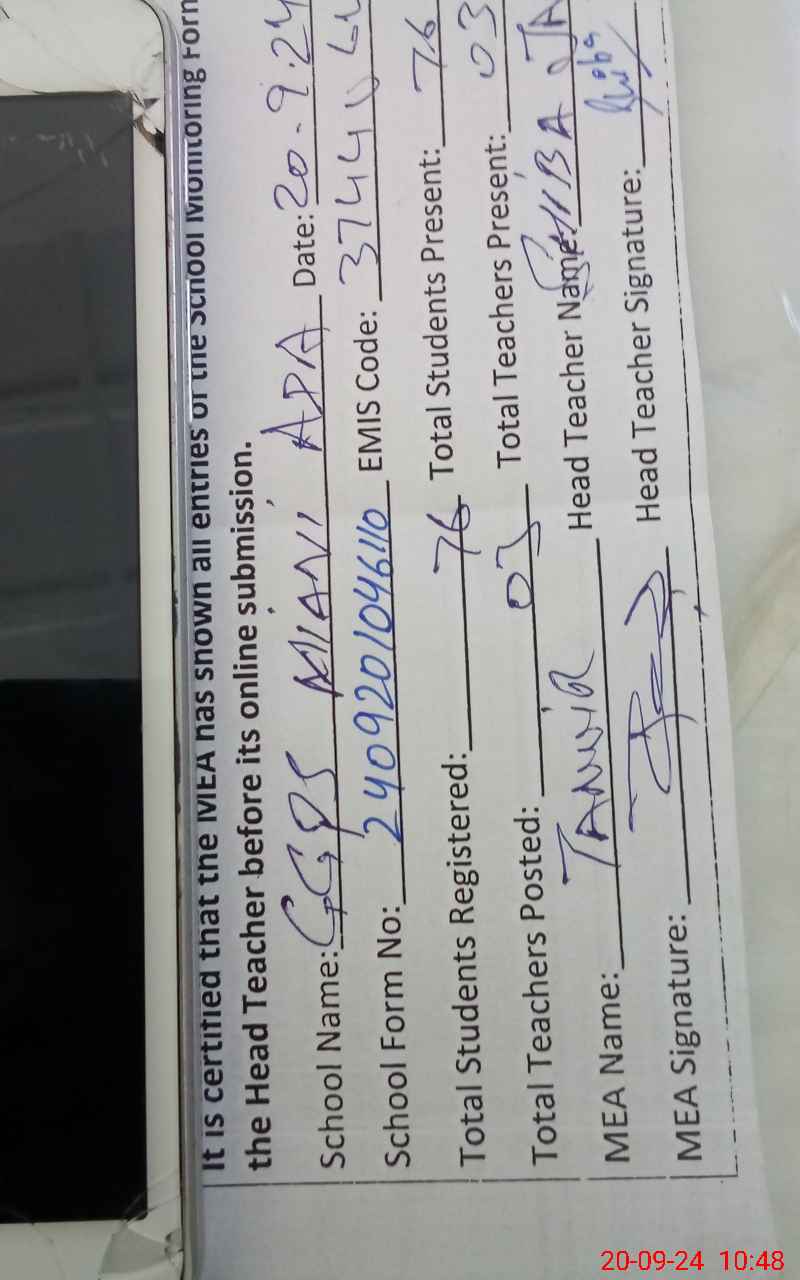 It is certified that the MEA has shown all entries of the School Monitoring Form
the Head Teacher before its online submission.
School Name: GGPS MIANI APA Date: 20.9.24
School Form No: 240920104610 EMIS Code: 3744
Total Students Registered: 76 Total Students Present: 76
Total Teachers Posted: 03 Total Teachers Present: 03
MEA Name: TANVIR Head Teacher Name:
MEA Signature: Head Teacher Signature:
20-09-24 10:48